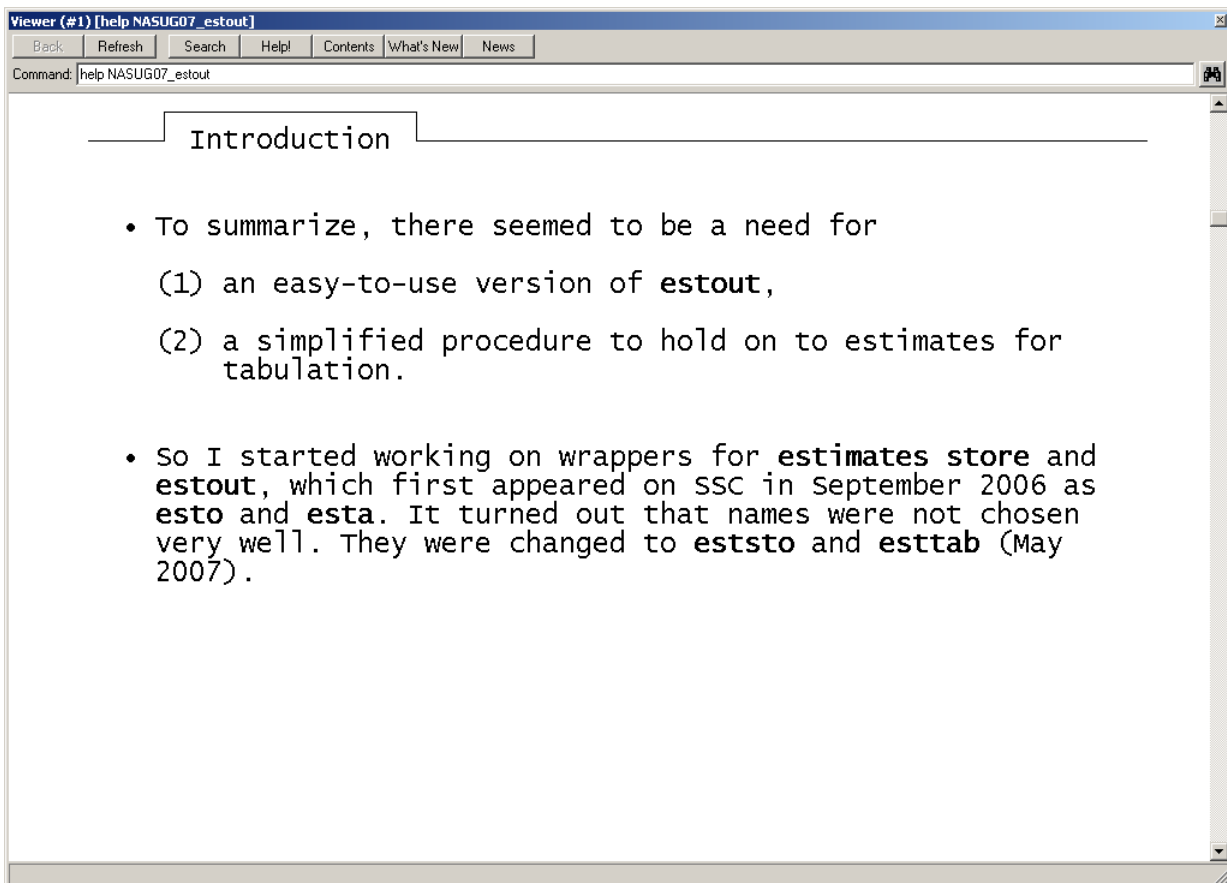 Viewer (#1) [help NASUG07_estout]
Back Refresh Search Help! Contents What's New News
Command: help NASUG07_estout
Introduction
• To summarize, there seemed to be a need for
(1) an easy-to-use version of estout,
(2) a simplified procedure to hold on to estimates for
tabulation.
• So I started working on wrappers for estimates store and
estout, which first appeared on SSC in September 2006 as
esto and esta. It turned out that names were not chosen
very well. They were changed to eststo and esttab (May
2007).